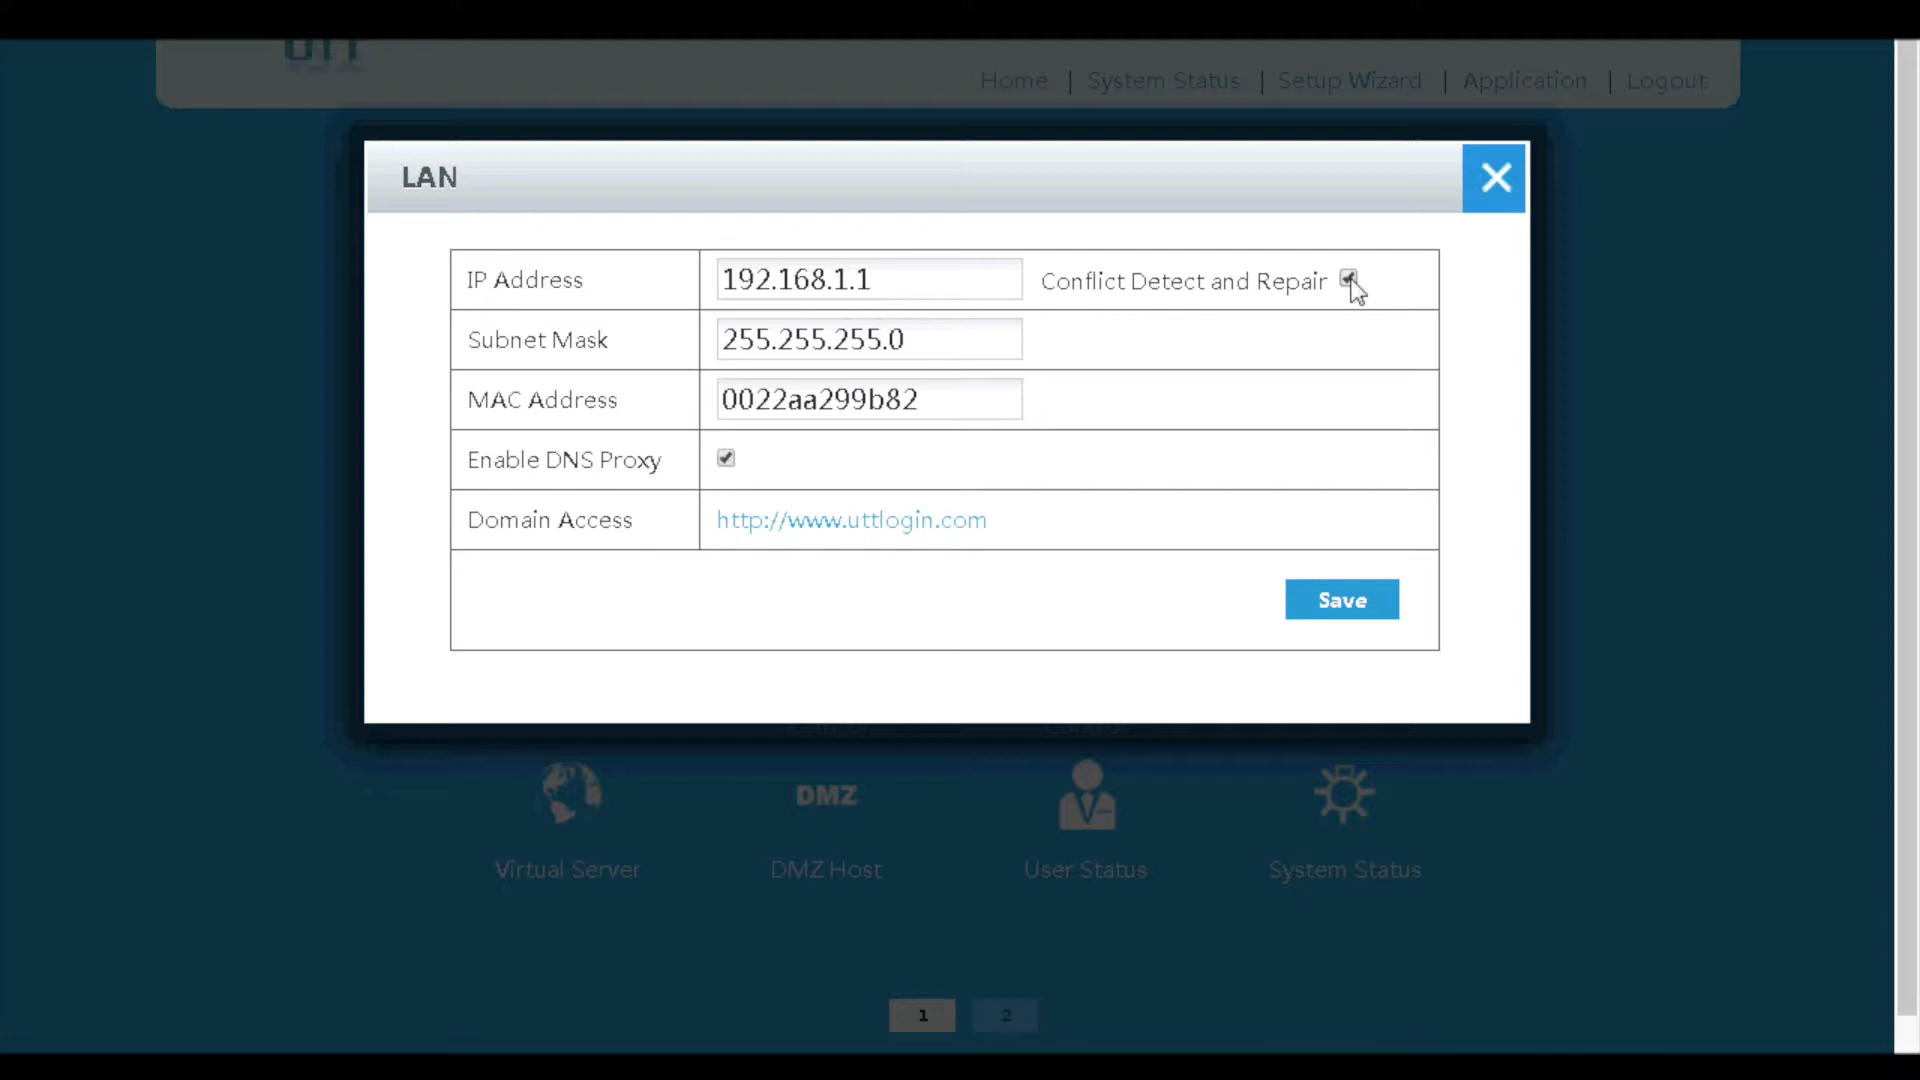 UTT
Home | System Status | Setup Wizard | Application | Logout
LAN
IP Address 192.168.1.1 Conflict Detect and Repair
Subnet Mask 255.255.255.0
MAC Address 0022aa299b82
Enable DNS Proxy
Domain Access http://www.uttlogin.com
Save
DMZ
Virtual Server DMZ Host User Status System Status
1 2